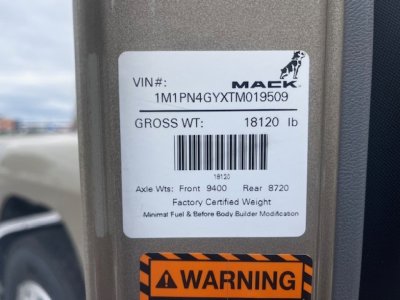 VIN#:
MACK
1M1PN4GYXTM019509
GROSS WT: 18120 lb
18120
Axle Wts: Front 9400 Rear 8720
Factory Certified Weight
Minimal Fuel & Before Body Builder Modification
WARNING